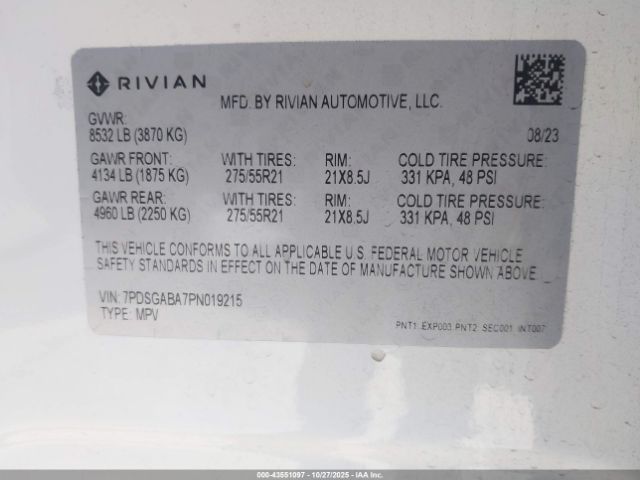 RIVIAN
MFD. BY RIVIAN AUTOMOTIVE, LLC.
GVWR:
8532 LB (3870 KG) 08/23
GAWR FRONT: WITH TIRES: RIM: COLD TIRE PRESSURE:
4134 LB (1875 KG) 275/55R21 21X8.5J 331 KPA, 48 PSI
GAWR REAR: WITH TIRES: RIM: COLD TIRE PRESSURE:
4960 LB (2250 KG) 275/55R21 21X8.5J 331 KPA, 48 PSI
THIS VEHICLE CONFORMS TO ALL APPLICABLE U.S. FEDERAL MOTOR VEHICLE
SAFETY STANDARDS IN EFFECT ON THE DATE OF MANUFACTURE SHOWN ABOVE.
VIN: 7PDSGABA7PN019215
TYPE: MPV
PNT1: EXP003 PNT2: SEC001 INT007
000-43551097 - 10/27/2025 - IAAI.COM